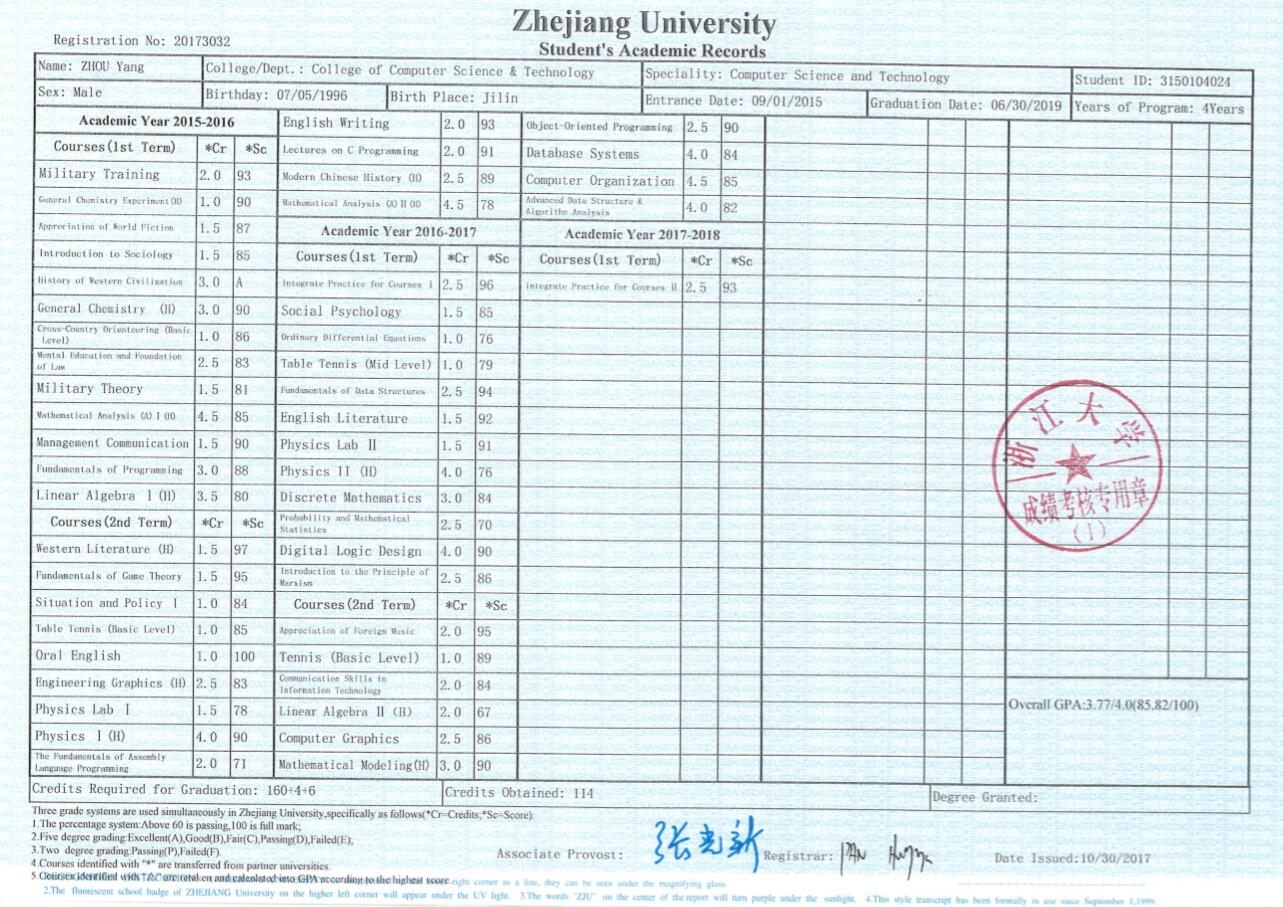 Zhejiang University
Registration No: 20173032
Student's Academic Records
Name: ZHOU Yang College/Dept.: College of Computer Science & Technology Speciality: Computer Science and Technology Student ID: 3150104024
Sex: Male Birthday: 07/05/1996 Birth Place: Jilin Entrance Date: 09/01/2015 Graduation Date: 06/30/2019 Years of Program: 4Years
Academic Year 2015-2016
Courses(1st Term) *Cr *Sc
Military Training 2.0 93
General Chemistry Experiment(H) 1.0 90
Appreciation of World Fiction 1.5 87
Introduction to Sociology 1.5 85
History of Western Civilization 3.0 A
General Chemistry (H) 3.0 90
Cross-Country Orienteering (Basic
Level) 1.0 86
Mental Education and Foundation
of Law 2.5 83
Military Theory 1.5 81
Mathematical Analysis (A) I (H) 4.5 85
Management Communication 1.5 90
Fundamentals of Programming 3.0 88
Linear Algebra I (H) 3.5 80
Courses(2nd Term) *Cr *Sc
Western Literature (H) 1.5 97
Fundamentals of Game Theory 1.5 95
Situation and Policy I 1.0 84
Table Tennis (Basic Level) 1.0 85
Oral English 1.0 100
Engineering Graphics (H) 2.5 83
Physics Lab I 1.5 78
Physics I (H) 4.0 90
The Fundamentals of Assembly
Language Programming 2.0 71
English Writing 2.0 93
Lectures on C Programming 2.0 91
Modern Chinese History (H) 2.5 89
Mathematical Analysis (A) II (H) 4.5 78
Academic Year 2016-2017
Courses(1st Term) *Cr *Sc
Integrate Practice for Courses I 2.5 96
Social Psychology 1.5 85
Ordinary Differential Equations 1.0 76
Table Tennis (Mid Level) 1.0 79
Fundamentals of Data Structures 2.5 94
English Literature 1.5 92
Physics Lab II 1.5 91
Physics II (H) 4.0 76
Discrete Mathematics 3.0 84
Probability and Mathematical
Statistics 2.5 70
Digital Logic Design 4.0 90
Introduction to the Principle of
Marxism 2.5 86
Courses(2nd Term) *Cr *Sc
Appreciation of Foreign Music 2.0 95
Tennis (Basic Level) 1.0 89
Communication Skills in
Information Technology 2.0 84
Linear Algebra II (H) 2.0 67
Computer Graphics 2.5 86
Mathematical Modeling(H) 3.0 90
Object-Oriented Programming 2.5 90
Database Systems 4.0 84
Computer Organization 4.5 85
Advanced Data Structure &
Algorithm Analysis 4.0 82
Academic Year 2017-2018
Courses(1st Term) *Cr *Sc
Integrate Practice for Courses II 2.5 93
浙江大学
成绩考核专用章
(1)
Overall GPA:3.77/4.0(85.82/100)
Credits Required for Graduation: 160+4+6 Credits Obtained: 114 Degree Granted:
Three grade systems are used simultaneously in Zhejiang University,specifically as follows(*Cr=Credits,*Sc=Score):
1.The percentage system:Above 60 is passing,100 is full mark;
2.Five degree grading:Excellent(A),Good(B),Fair(C),Passing(D),Failed(E);
3.Two degree grading:Passing(P),Failed(F).
4.Courses identified with "*" are transferred from partner universities.
Associate Provost: 张光新 Registrar: Date Issued:10/30/2017
5.Courses identified with are retaken and calculated into GPA according to the highest score.
right corner as a line, they can be seen under the magnifying glass.
2.The fluorescent school badge of ZHEJIANG University on the higher left corner will appear under the UV light. 3.The words "ZJU" on the center of the report will turn purple under the sunlight. 4.This style transcript has been formally in use since September 1,1999.